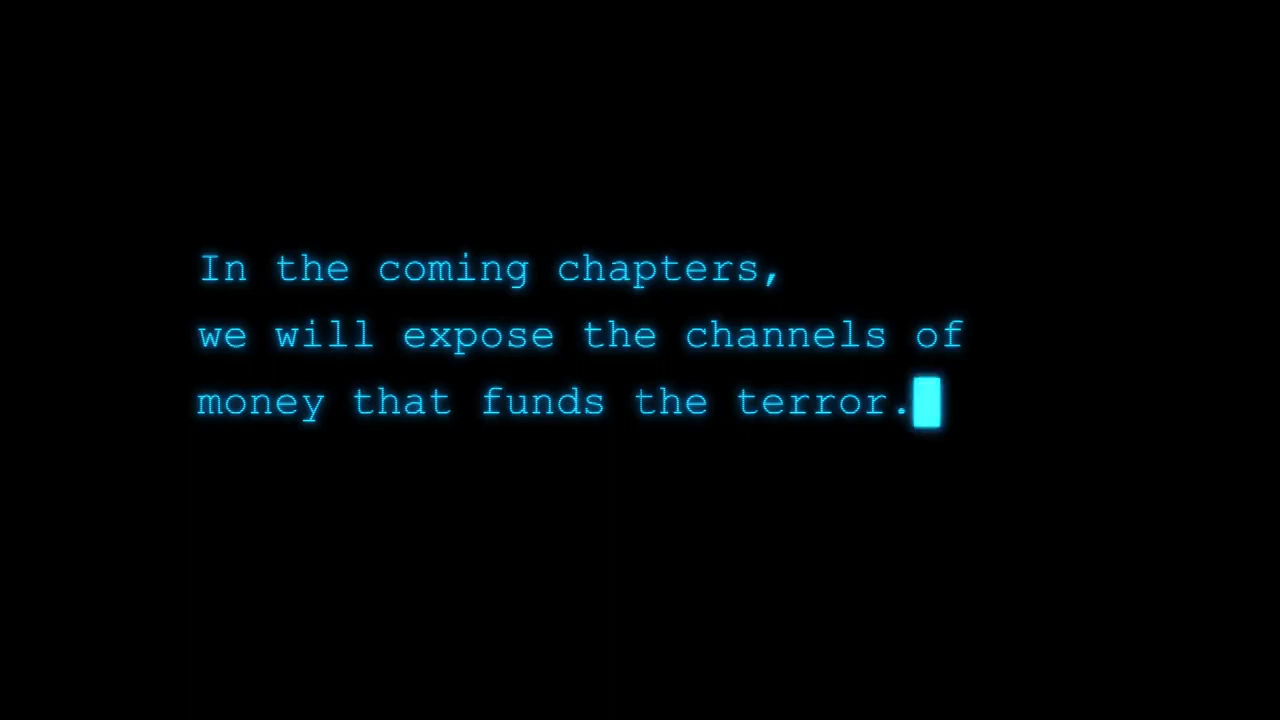 In the coming chapters,
we will expose the channels of
money that funds the terror.